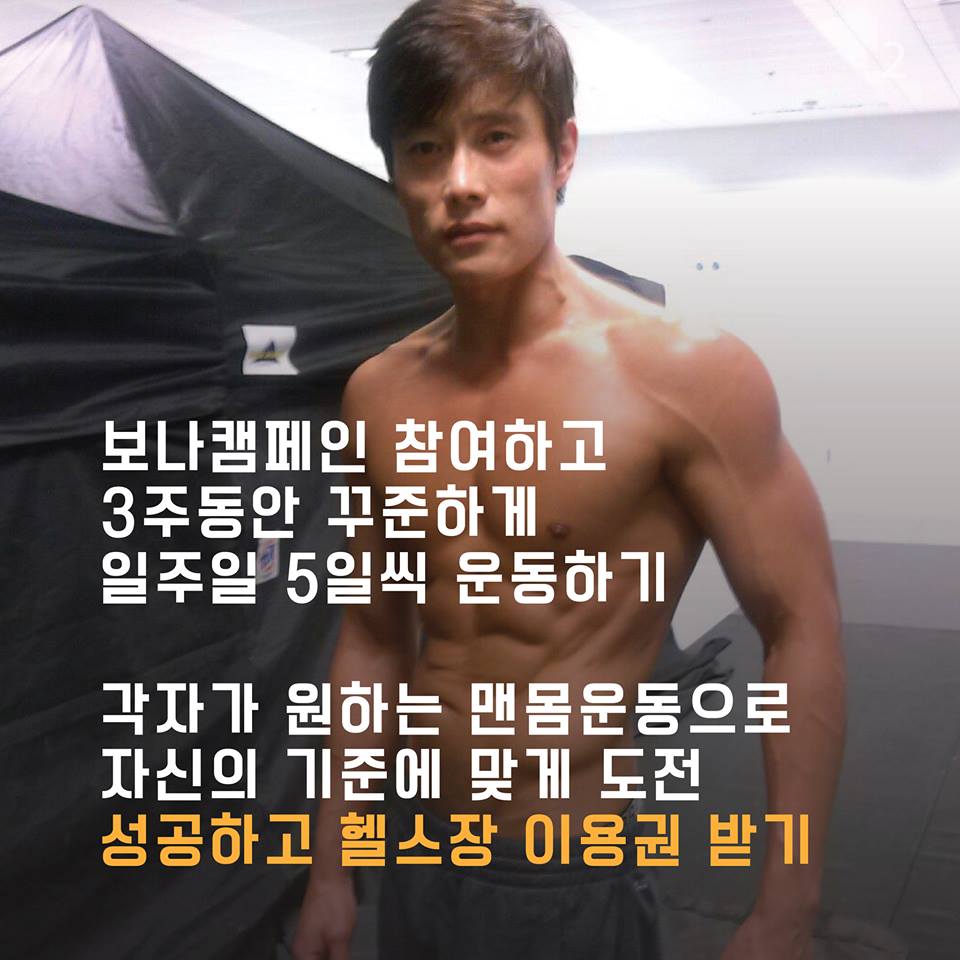 보나캠페인 참여하고
3주동안 꾸준하게
일주일 5일씩 운동하기
각자가 원하는 맨몸운동으로
자신의 기준에 맞게 도전
성공하고 헬스장 이용권 받기